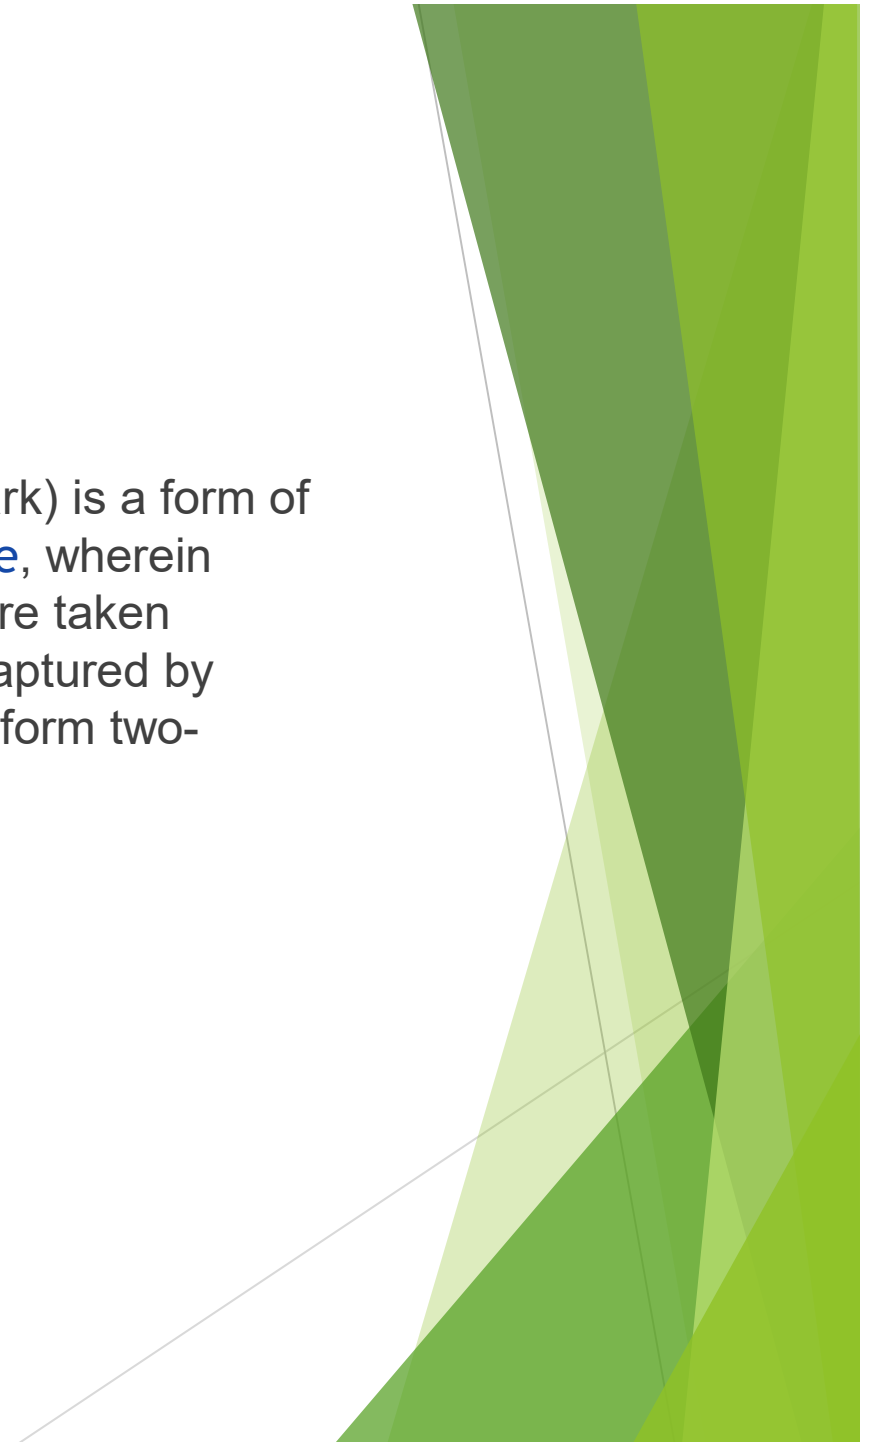 rk) is a form of
e, wherein
re taken
aptured by
form two-